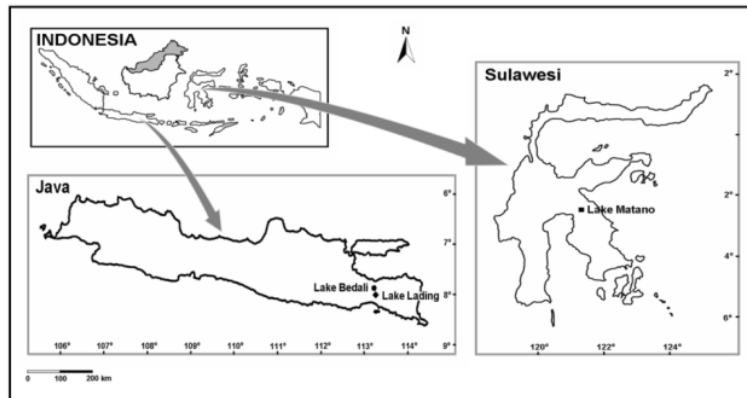 INDONESIA
N
Sulawesi
2°
Lake Matano
2°
4°
6°
120°
122°
124°
Java
6°
7°
Lake Bedali
Lake Lading
8°
9°
106°
107°
108°
109°
110°
111°
112°
113°
114°
0
100
200 km